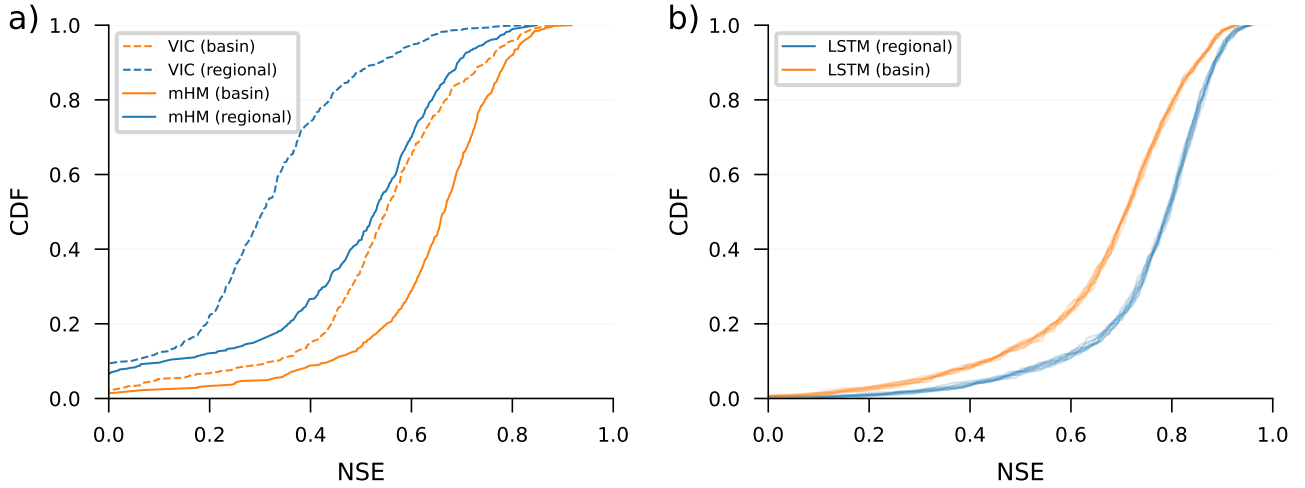 a)
VIC (basin)
VIC (regional)
mHM (basin)
mHM (regional)
CDF
1.0
0.8
0.6
0.4
0.2
0.0
0.0 0.2 0.4 0.6 0.8 1.0
NSE
b)
LSTM (regional)
LSTM (basin)
CDF
1.0
0.8
0.6
0.4
0.2
0.0
0.0 0.2 0.4 0.6 0.8 1.0
NSE